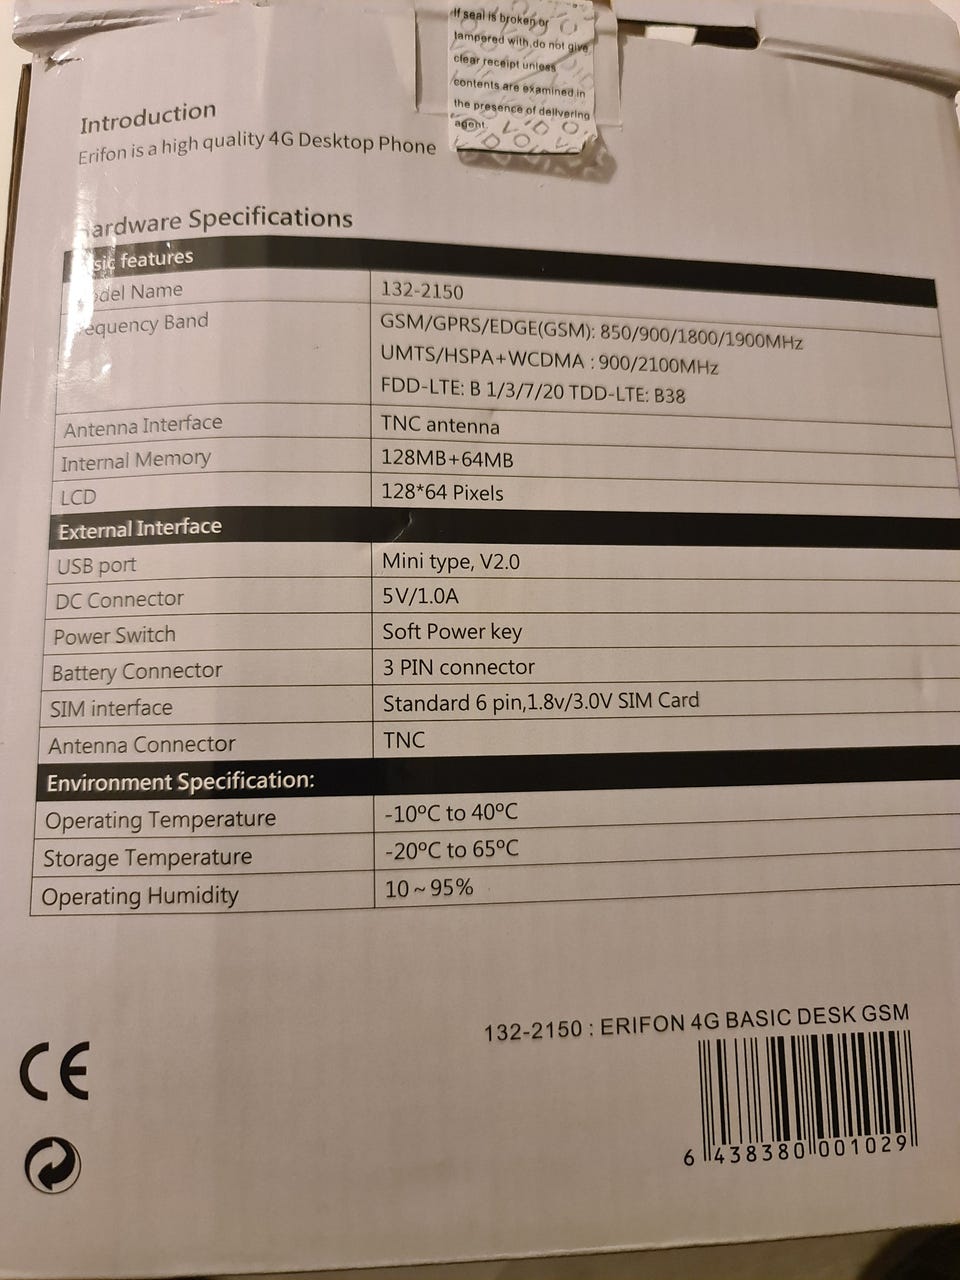 If seal is broken or
tampered with,do not give
clear receipt unless
contents are examined in
the presence of delivering
agent.
VOID
Introduction
Erifon is a high quality 4G Desktop Phone
Hardware Specifications
Basic features
Model Name 132-2150
Frequency Band GSM/GPRS/EDGE(GSM): 850/900/1800/1900MHz
UMTS/HSPA+WCDMA : 900/2100MHz
FDD-LTE: B 1/3/7/20 TDD-LTE: B38
Antenna Interface TNC antenna
Internal Memory 128MB+64MB
LCD 128*64 Pixels
External Interface
USB port Mini type, V2.0
DC Connector 5V/1.0A
Power Switch Soft Power key
Battery Connector 3 PIN connector
SIM interface Standard 6 pin,1.8v/3.0V SIM Card
Antenna Connector TNC
Environment Specification:
Operating Temperature -10ºC to 40ºC
Storage Temperature -20ºC to 65ºC
Operating Humidity 10 ~ 95%
132-2150 : ERIFON 4G BASIC DESK GSM
6 438380 001029
CE